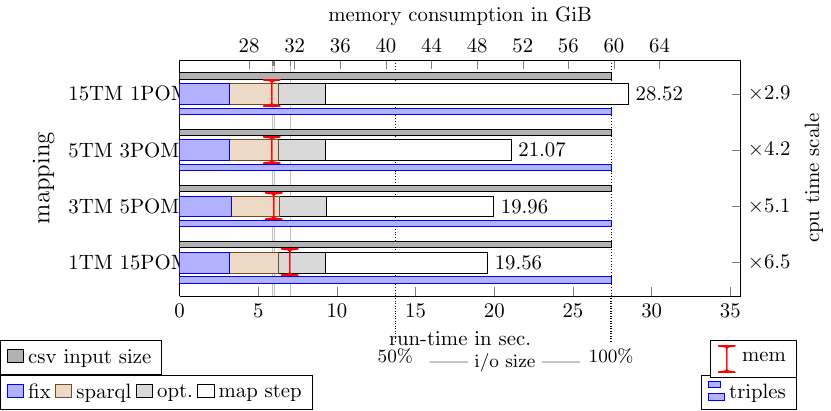 memory consumption in GiB
28 32 36 40 44 48 52 56 60 64
mapping
15TM 1POM
28.52
×2.9
5TM 3POM
21.07
×4.2
3TM 5POM
19.96
×5.1
1TM 15POM
19.56
×6.5
cpu time scale
0 5 10 15 20 25 30 35
run-time in sec.
50% i/o size 100%
csv input size
mem
fix sparql opt. map step
triples